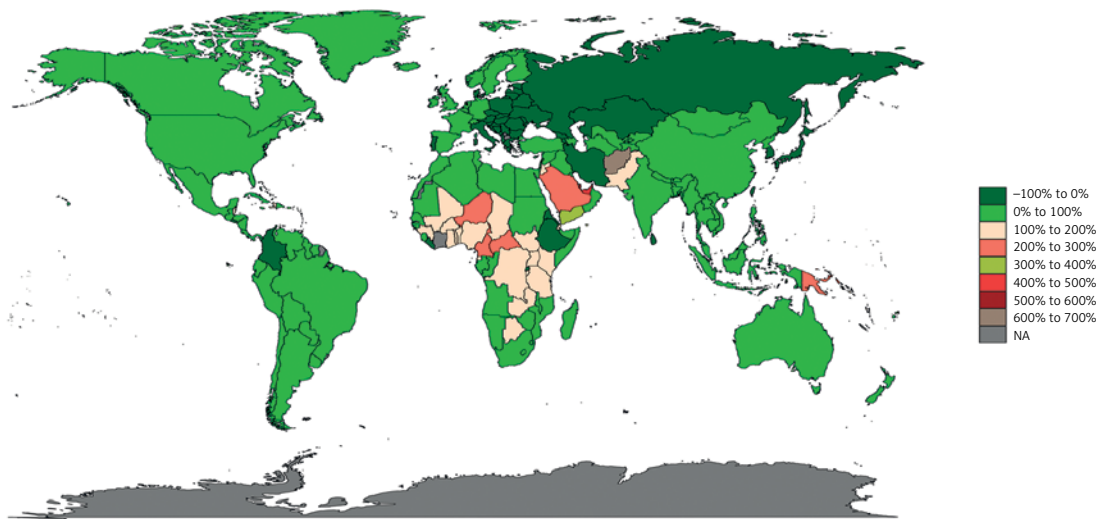 –100% to 0%
0% to 100%
100% to 200%
200% to 300%
300% to 400%
400% to 500%
500% to 600%
600% to 700%
NA